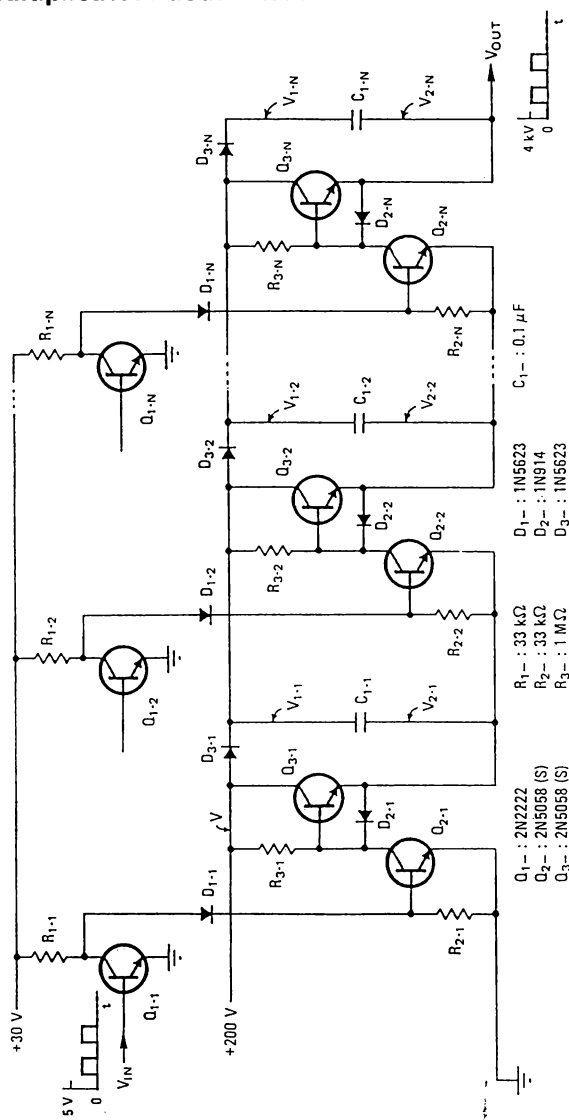 +30 V
R1-1
R1-2
R1-N
5 V
0
t
VIN
Q1-1
Q1-2
Q1-N
D1-1
D1-2
D1-N
+200 V
V
D3-1
D3-2
D3-N
R3-1
Q3-1
V1-1
R3-2
Q3-2
V1-2
R3-N
Q3-N
V1-N
D2-1
C1-1
D2-2
C1-2
D2-N
C1-N
R2-1
Q2-1
V2-1
R2-2
Q2-2
V2-2
R2-N
Q2-N
V2-N
VOUT
4 kV
0
t
Q1– : 2N2222
Q2– : 2N5058 (S)
Q3– : 2N5058 (S)
R1– : 33 kΩ
R2– : 33 kΩ
R3– : 1 MΩ
D1– : 1N5623
D2– : 1N914
D3– : 1N5623
C1– : 0.1 μF